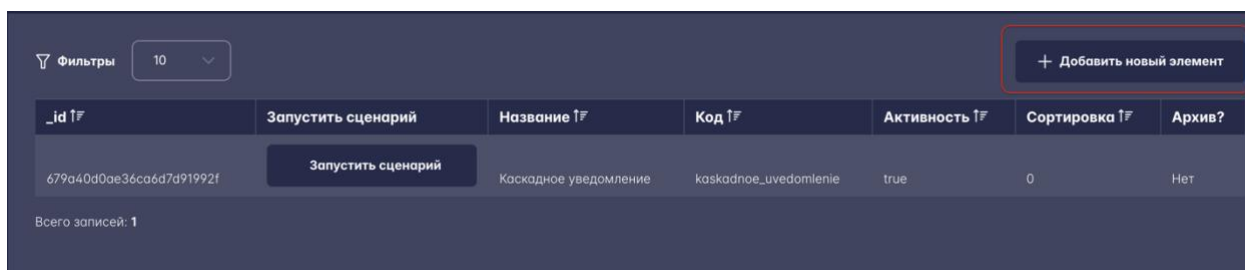 Фильтры 10 + Добавить новый элемент
_id Запустить сценарий Название Код Активность Сортировка Архив?
679a40d0ae36ca6d7d91992f Запустить сценарий Каскадное уведомление kaskadnoe_uvedomlenie true 0 Нет
Всего записей: 1